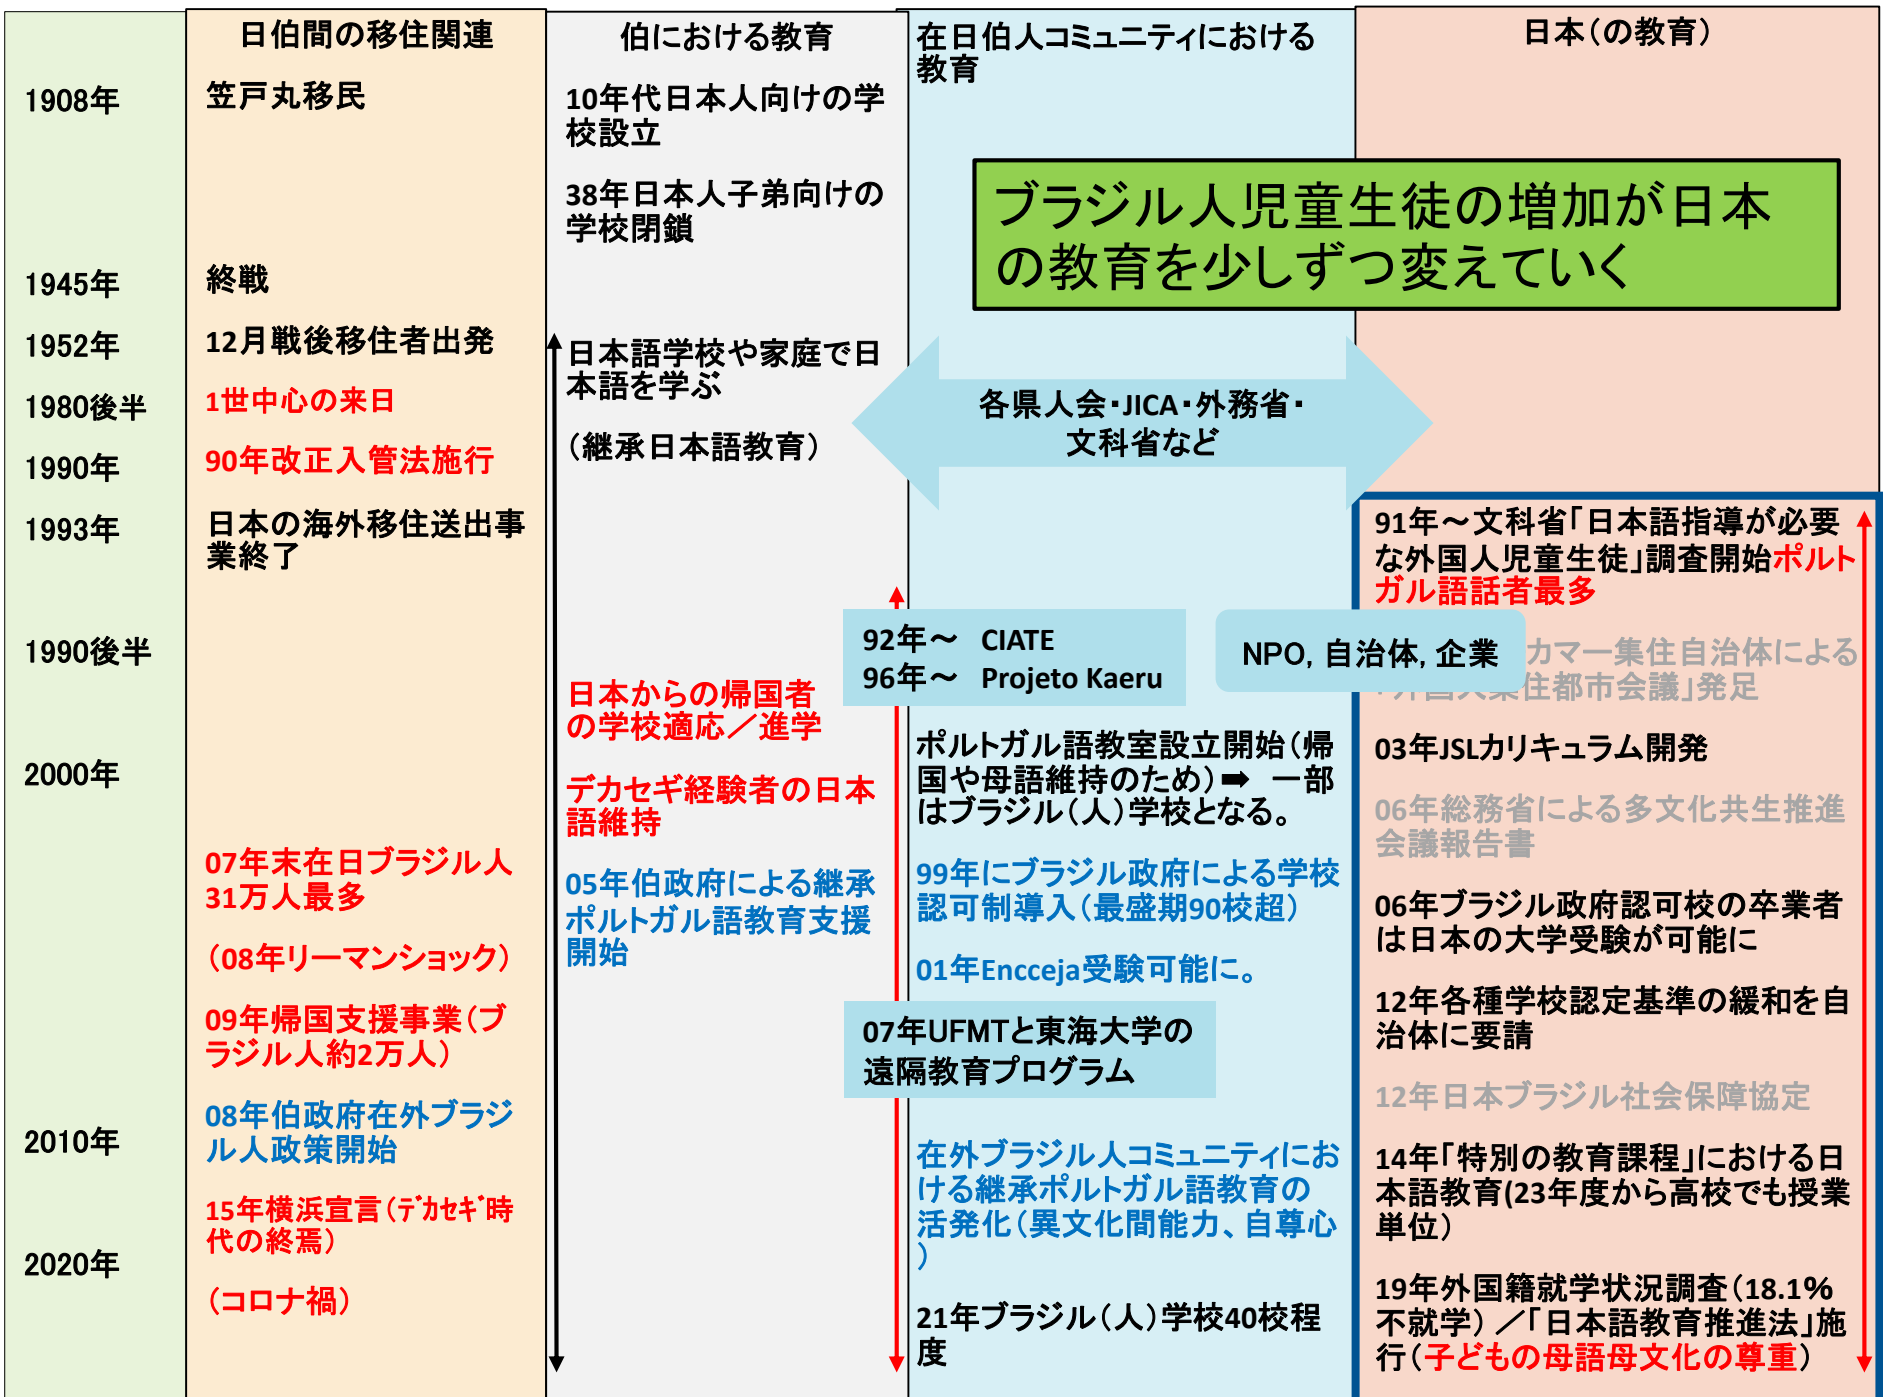 日伯間の移住関連
伯における教育
在日伯人コミュニティにおける
教育
日本（の教育）
1908年
1945年
1952年
1980後半
1990年
1993年
1990後半
2000年
2010年
2020年
笠戸丸移民
終戦
12月戦後移住者出発
1世中心の来日
90年改正入管法施行
日本の海外移住送出事
業終了
07年末在日ブラジル人
31万人最多
（08年リーマンショック）
09年帰国支援事業（ブ
ラジル人約2万人）
08年伯政府在外ブラジ
ル人政策開始
15年横浜宣言（ﾃﾞｶｾｷﾞ時
代の終焉）
（コロナ禍）
10年代日本人向けの学
校設立
38年日本人子弟向けの
学校閉鎖
日本語学校や家庭で日
本語を学ぶ
（継承日本語教育）
日本からの帰国者
の学校適応／進学
デカセギ経験者の日本
語維持
05年伯政府による継承
ポルトガル語教育支援
開始
ブラジル人児童生徒の増加が日本
の教育を少しずつ変えていく
各県人会・JICA・外務省・
文科省など
92年～ CIATE
96年～ Projeto Kaeru
NPO, 自治体, 企業
ポルトガル語教室設立開始（帰
国や母語維持のため）➡ 一部
はブラジル（人）学校となる。
99年にブラジル政府による学校
認可制導入（最盛期90校超）
01年Encceja受験可能に。
07年UFMTと東海大学の
遠隔教育プログラム
在外ブラジル人コミュニティにお
ける継承ポルトガル語教育の
活発化（異文化間能力、自尊心
）
21年ブラジル（人）学校40校程
度
91年～文科省「日本語指導が必要
な外国人児童生徒」調査開始ポルト
ガル語話者最多
カマー集住自治体による
住都市会議」発足
03年JSLカリキュラム開発
06年総務省による多文化共生推進
会議報告書
06年ブラジル政府認可校の卒業者
は日本の大学受験が可能に
12年各種学校認定基準の緩和を自
治体に要請
12年日本ブラジル社会保障協定
14年「特別の教育課程」における日
本語教育(23年度から高校でも授業
単位）
19年外国籍就学状況調査（18.1%
不就学）／「日本語教育推進法」施
行（子どもの母語母文化の尊重）